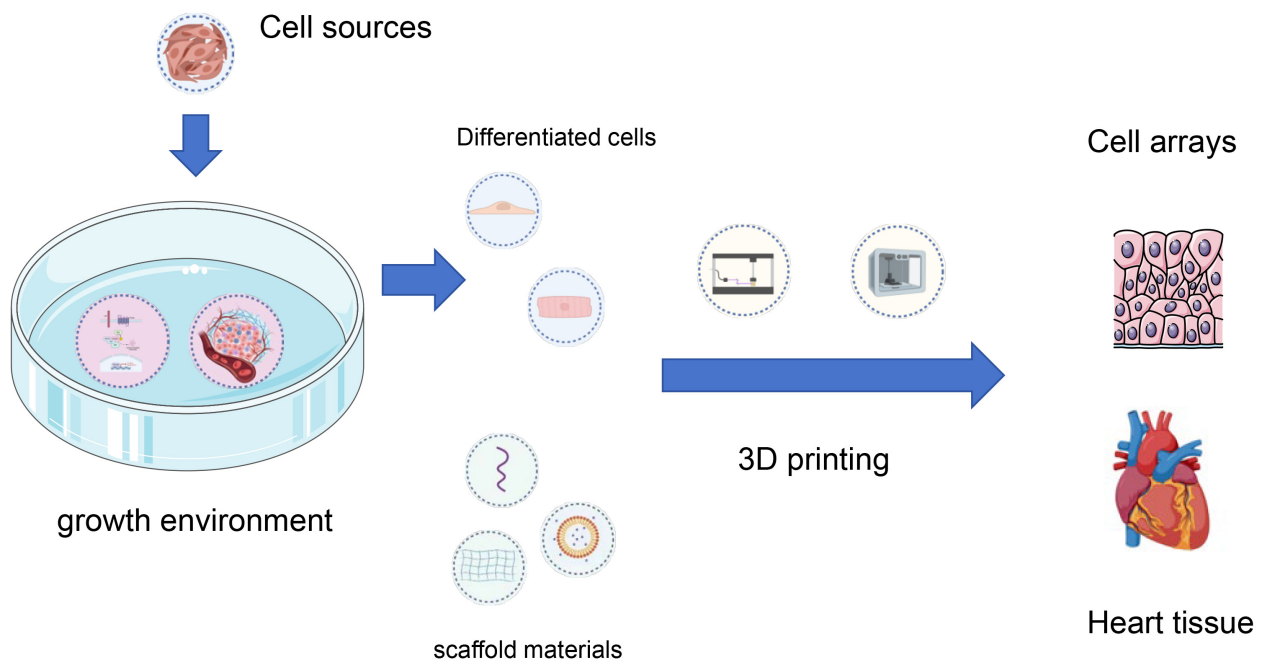 Cell sources
Differentiated cells
Cell arrays
3D printing
growth environment
scaffold materials
Heart tissue